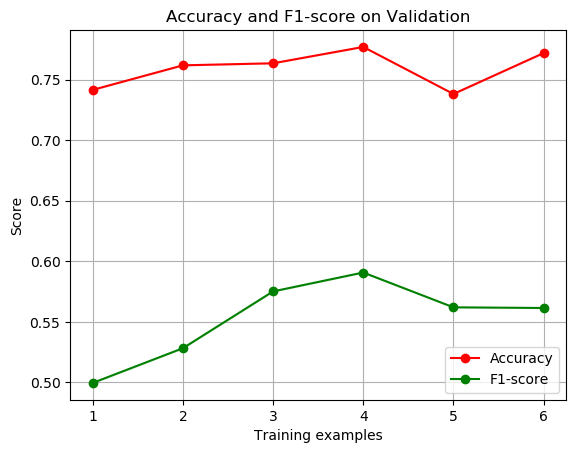 Accuracy and F1-score on Validation
Score
0.75
0.70
0.65
0.60
0.55
0.50
1 2 3 4 5 6
Training examples
Accuracy
F1-score